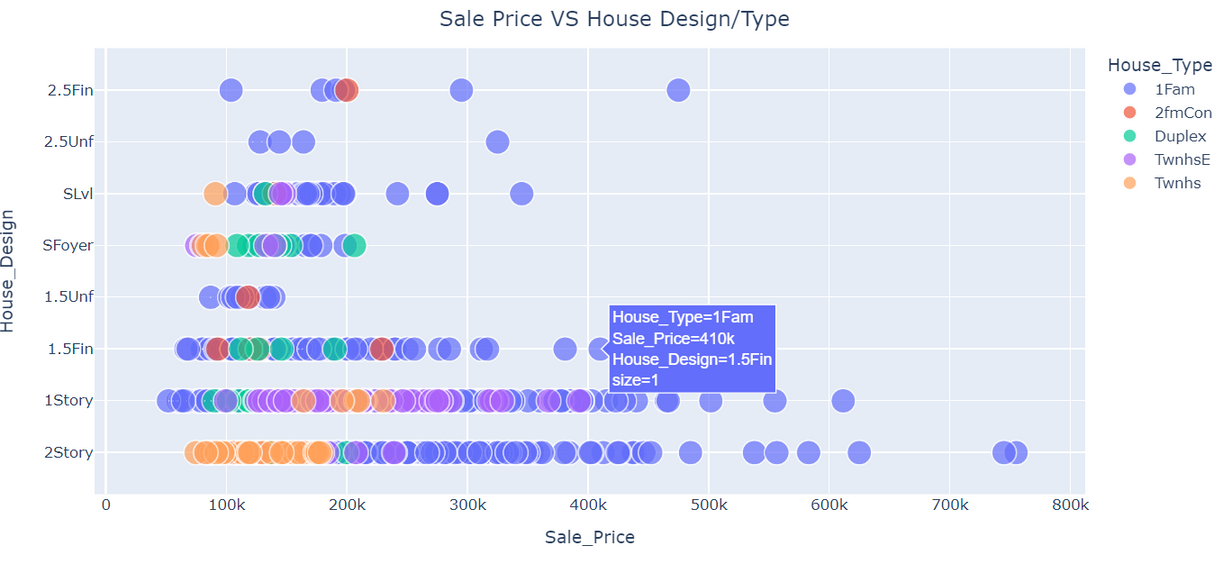 Sale Price VS House Design/Type
House_Type
1Fam
2fmCon
Duplex
TwnhsE
Twnhs
House_Design
2.5Fin
2.5Unf
SLvl
SFoyer
1.5Unf
1.5Fin
1Story
2Story
House_Type=1Fam
Sale_Price=410k
House_Design=1.5Fin
size=1
0 100k 200k 300k 400k 500k 600k 700k 800k
Sale_Price